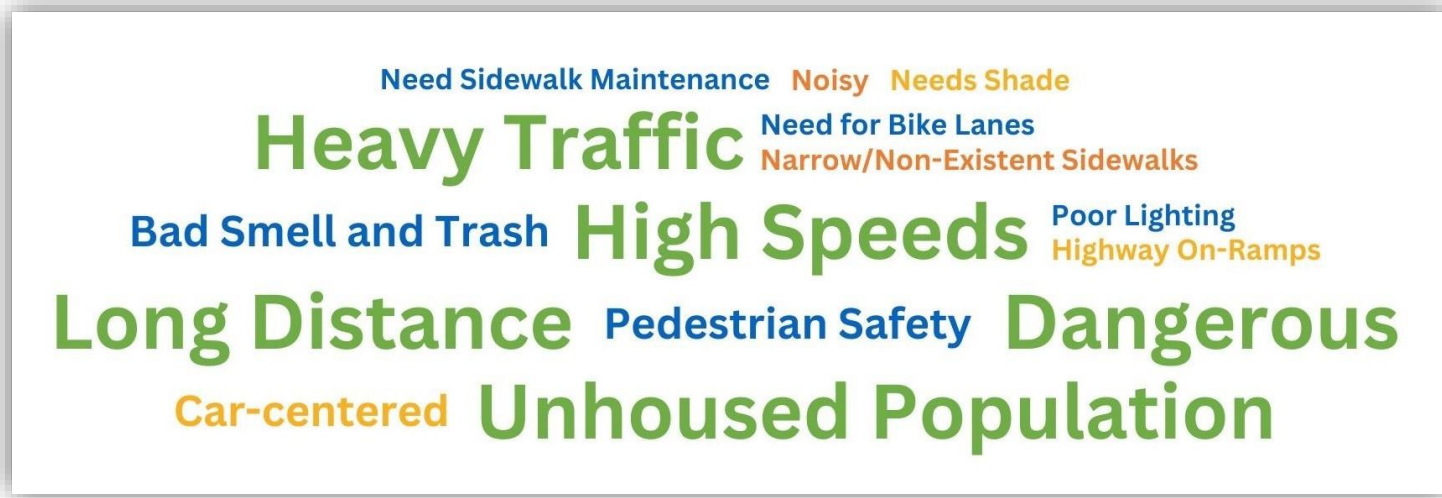 Need Sidewalk Maintenance Noisy Needs Shade
Heavy Traffic
Need for Bike Lanes
Narrow/Non-Existent Sidewalks
Bad Smell and Trash High Speeds
Poor Lighting
Highway On-Ramps
Long Distance Pedestrian Safety Dangerous
Car-centered Unhoused Population